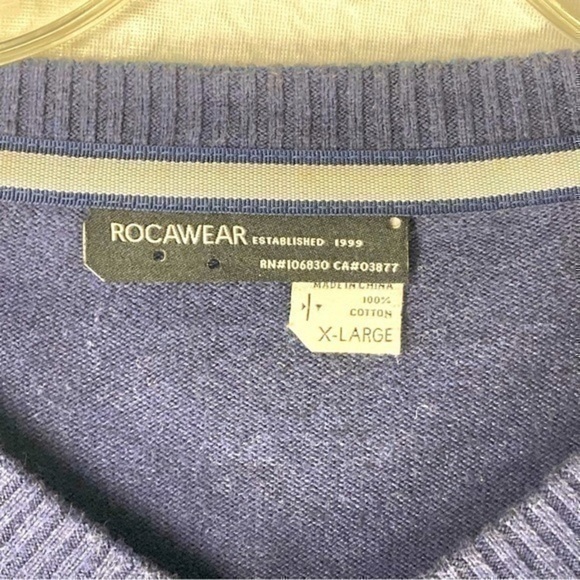 ROCAWEAR ESTABLISHED 1999
RN#106830 CA#03877
MADE IN CHINA
100%
COTTON
X-LARGE